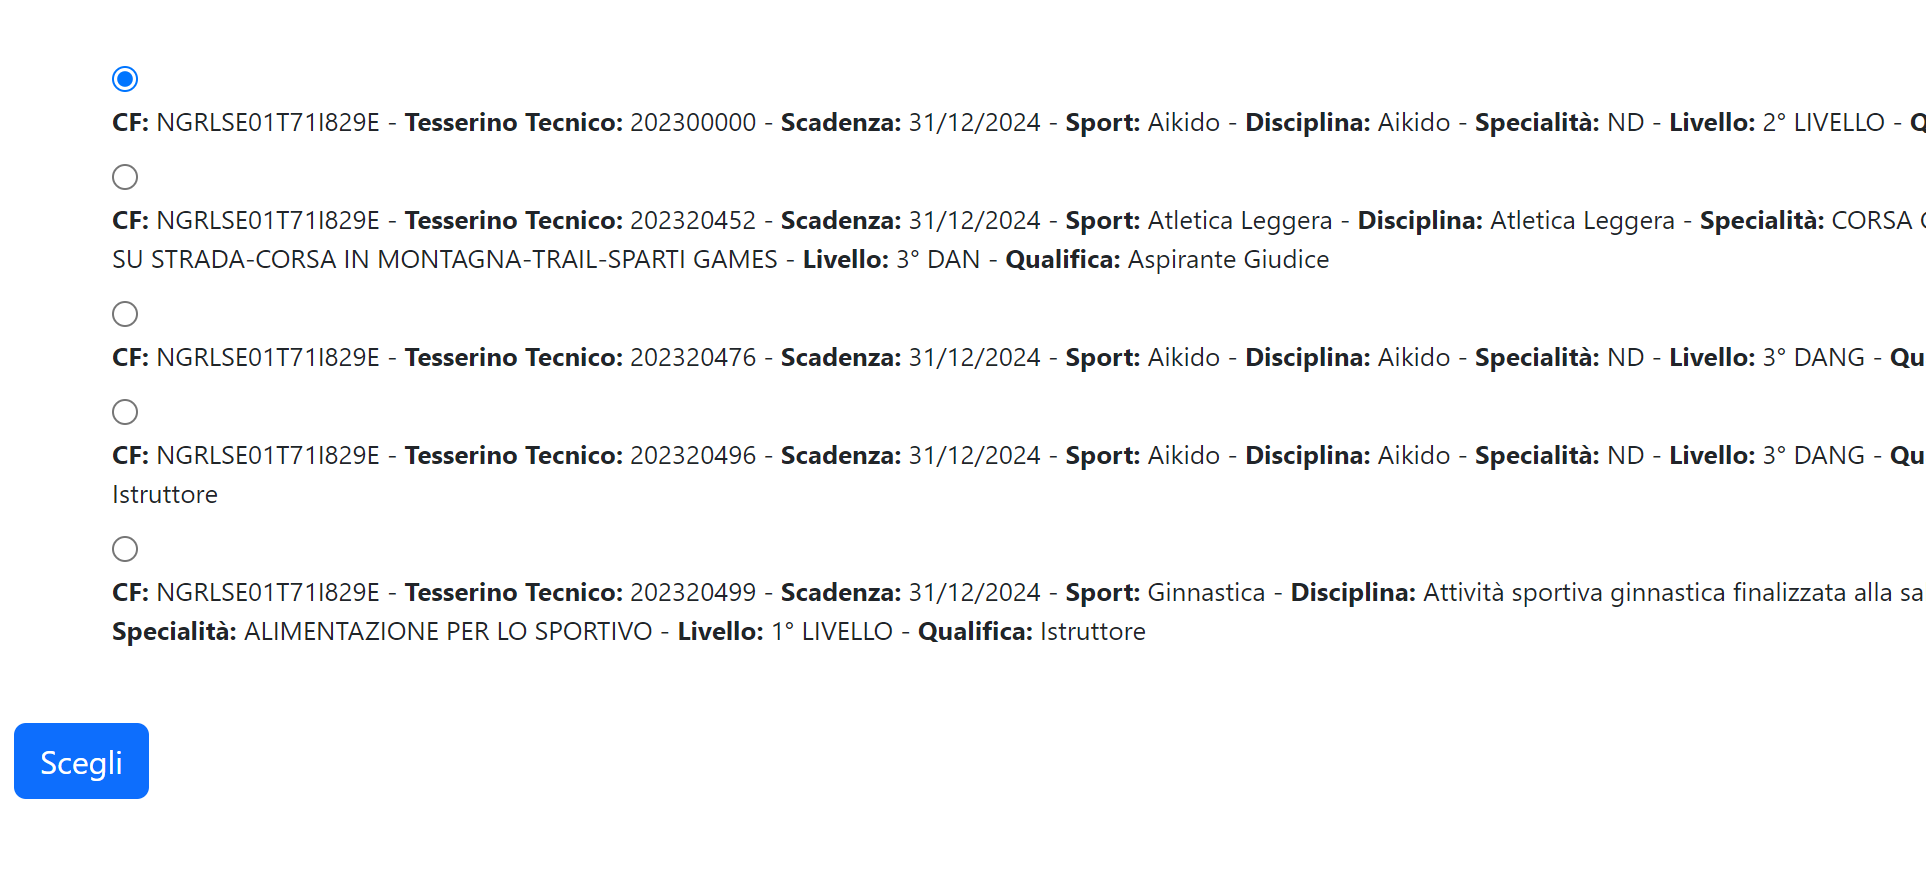 CF: NGRLSE01T71I829E - Tesserino Tecnico: 202300000 - Scadenza: 31/12/2024 - Sport: Aikido - Disciplina: Aikido - Specialità: ND - Livello: 2° LIVELLO -
CF: NGRLSE01T71I829E - Tesserino Tecnico: 202320452 - Scadenza: 31/12/2024 - Sport: Atletica Leggera - Disciplina: Atletica Leggera - Specialità: CORSA
SU STRADA-CORSA IN MONTAGNA-TRAIL-SPARTI GAMES - Livello: 3° DAN - Qualifica: Aspirante Giudice
CF: NGRLSE01T71I829E - Tesserino Tecnico: 202320476 - Scadenza: 31/12/2024 - Sport: Aikido - Disciplina: Aikido - Specialità: ND - Livello: 3° DANG -
CF: NGRLSE01T71I829E - Tesserino Tecnico: 202320496 - Scadenza: 31/12/2024 - Sport: Aikido - Disciplina: Aikido - Specialità: ND - Livello: 3° DANG -
Istruttore
CF: NGRLSE01T71I829E - Tesserino Tecnico: 202320499 - Scadenza: 31/12/2024 - Sport: Ginnastica - Disciplina: Attività sportiva ginnastica finalizzata alla
Specialità: ALIMENTAZIONE PER LO SPORTIVO - Livello: 1° LIVELLO - Qualifica: Istruttore
Scegli